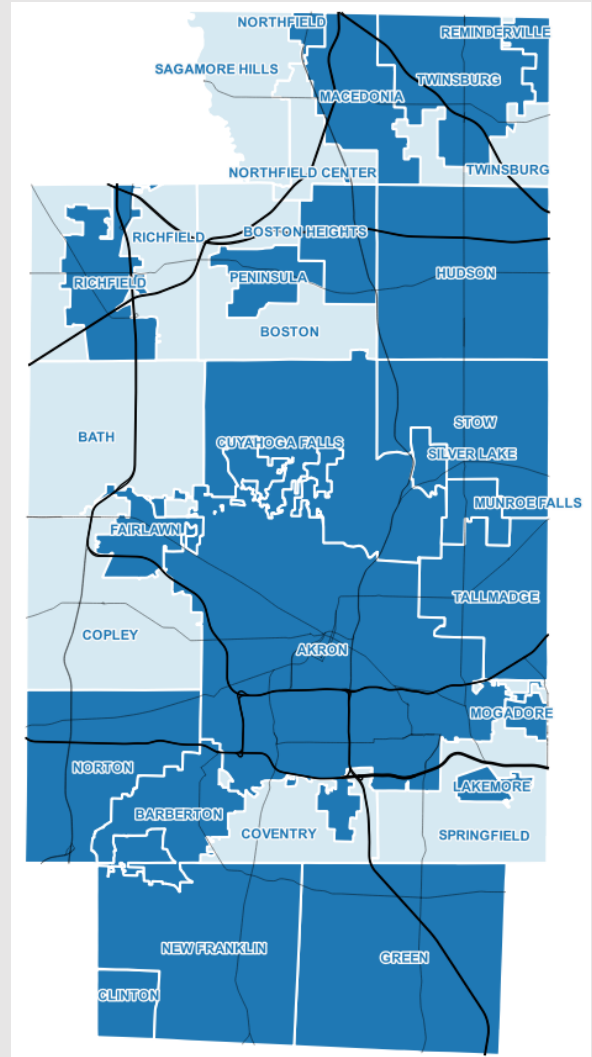 NORTHFIELD
REMINDERVILLE
SAGAMORE HILLS
TWINSBURG
MACEDONIA
NORTHFIELD CENTER
TWINSBURG
RICHFIELD
BOSTON HEIGHTS
RICHFIELD
PENINSULA
HUDSON
BOSTON
STOW
BATH
CUYAHOGA FALLS
SILVER LAKE
MUNROE FALLS
FAIRLAWN
TALLMADGE
COPLEY
AKRON
MOGADORE
NORTON
LAKEMORE
BARBERTON
COVENTRY
SPRINGFIELD
NEW FRANKLIN
GREEN
CLINTON